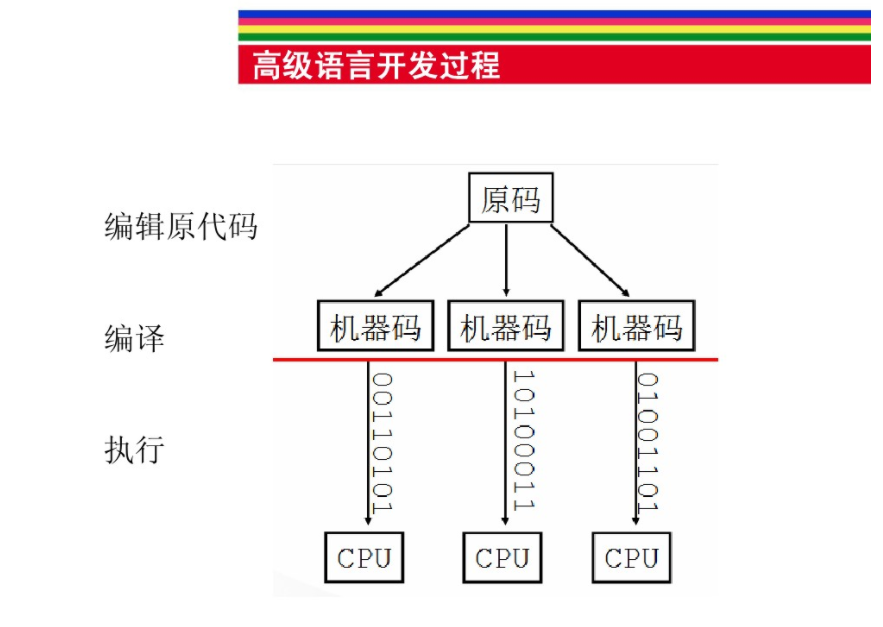 高级语言开发过程
编辑原代码
原码
编译
机器码
机器码
机器码
执行
00110101
10100011
01001101
CPU
CPU
CPU